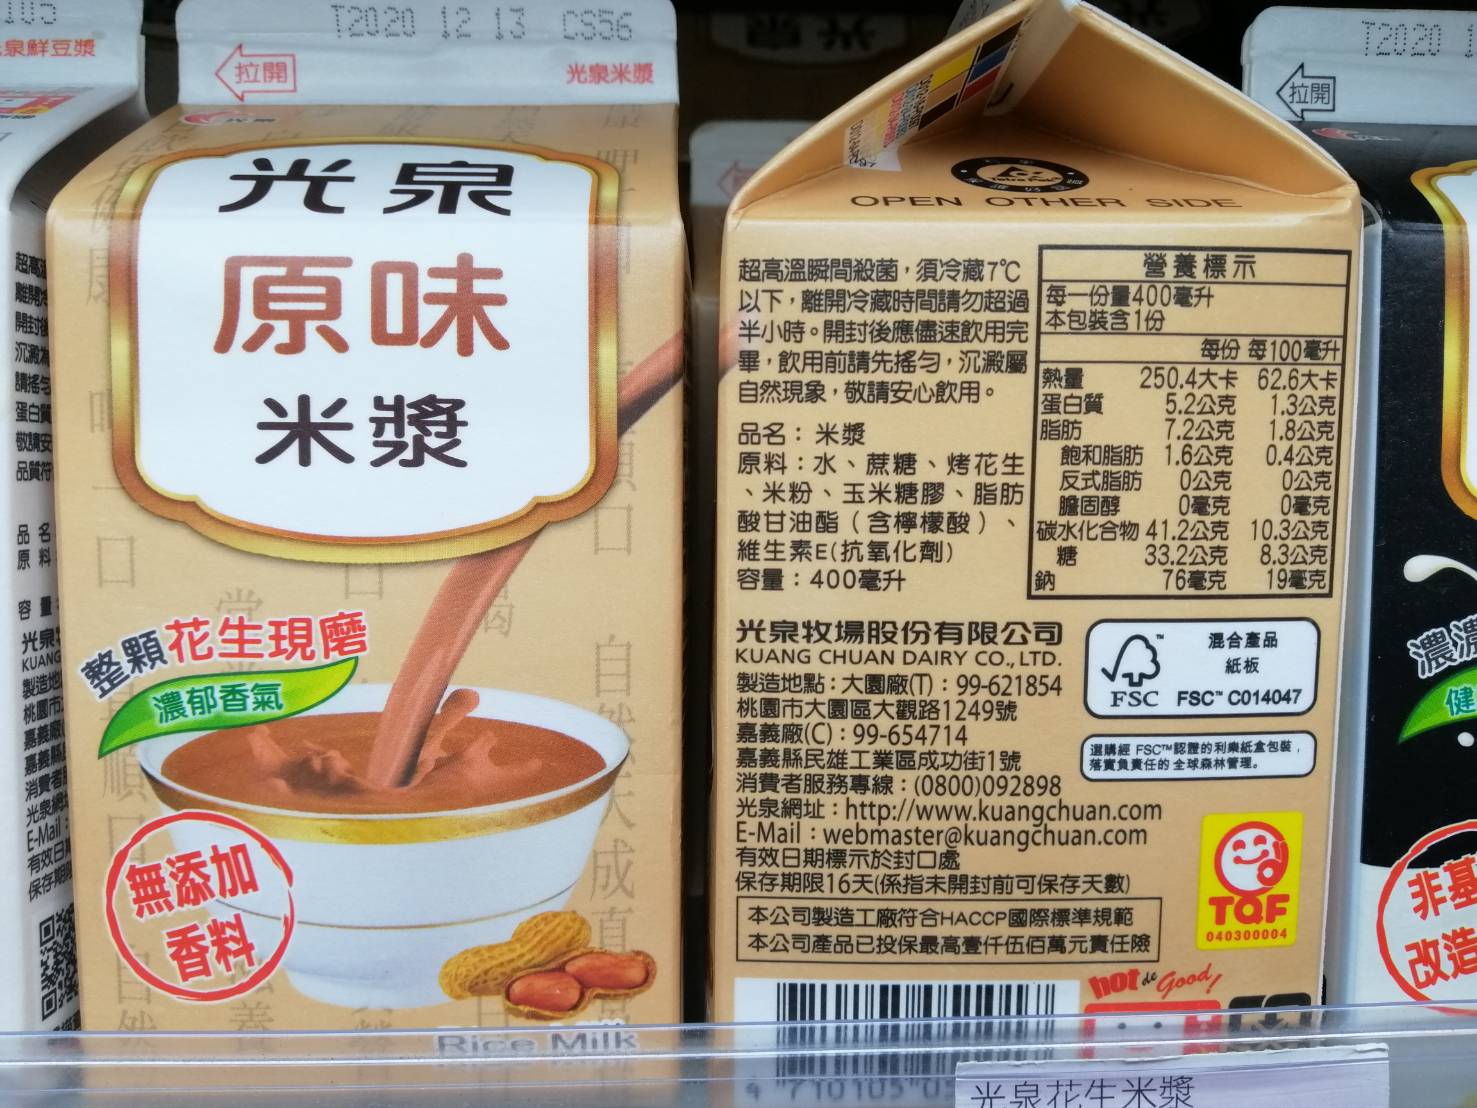 泉鮮豆漿
T2020 12 13 CS56
拉開
光泉米漿
光泉
光泉
原味
米漿
整顆花生現磨
濃郁香氣
無添加
香料
Rice Milk
OPEN OTHER SIDE
超高溫瞬間殺菌，須冷藏7℃
以下，離開冷藏時間請勿超過
半小時。開封後應儘速飲用完
畢，飲用前請先搖勻，沉澱屬
自然現象，敬請安心飲用。
品名：米漿
原料：水、蔗糖、烤花生
、米粉、玉米糖膠、脂肪
酸甘油酯（含檸檬酸）、
維生素E(抗氧化劑)
容量：400毫升
營養標示
每一份量400毫升
本包裝含1份
每份 每100毫升
熱量 250.4大卡 62.6大卡
蛋白質 5.2公克 1.3公克
脂肪 7.2公克 1.8公克
飽和脂肪 1.6公克 0.4公克
反式脂肪 0公克 0公克
膽固醇 0毫克 0毫克
碳水化合物 41.2公克 10.3公克
糖 33.2公克 8.3公克
鈉 76毫克 19毫克
光泉牧場股份有限公司
KUANG CHUAN DAIRY CO., LTD.
製造地點：大園廠(T)：99-621854
桃園市大園區大觀路1249號
嘉義廠(C)：99-654714
嘉義縣民雄工業區成功街1號
消費者服務專線：(0800)092898
光泉網址：http://www.kuangchuan.com
E-Mail：webmaster@kuangchuan.com
有效日期標示於封口處
保存期限16天(係指未開封前可保存天數)
本公司製造工廠符合HACCP國際標準規範
本公司產品已投保最高壹仟伍佰萬元責任險
FSC™
混合產品
紙板
FSC™ C014047
選購經 FSC™認證的利樂紙盒包裝，
落實負責任的全球森林管理。
TQF
040300004
hot de Good!
4 710105 05
光泉花生米漿
T2020 1
拉開
濃濃
健
非基
改造